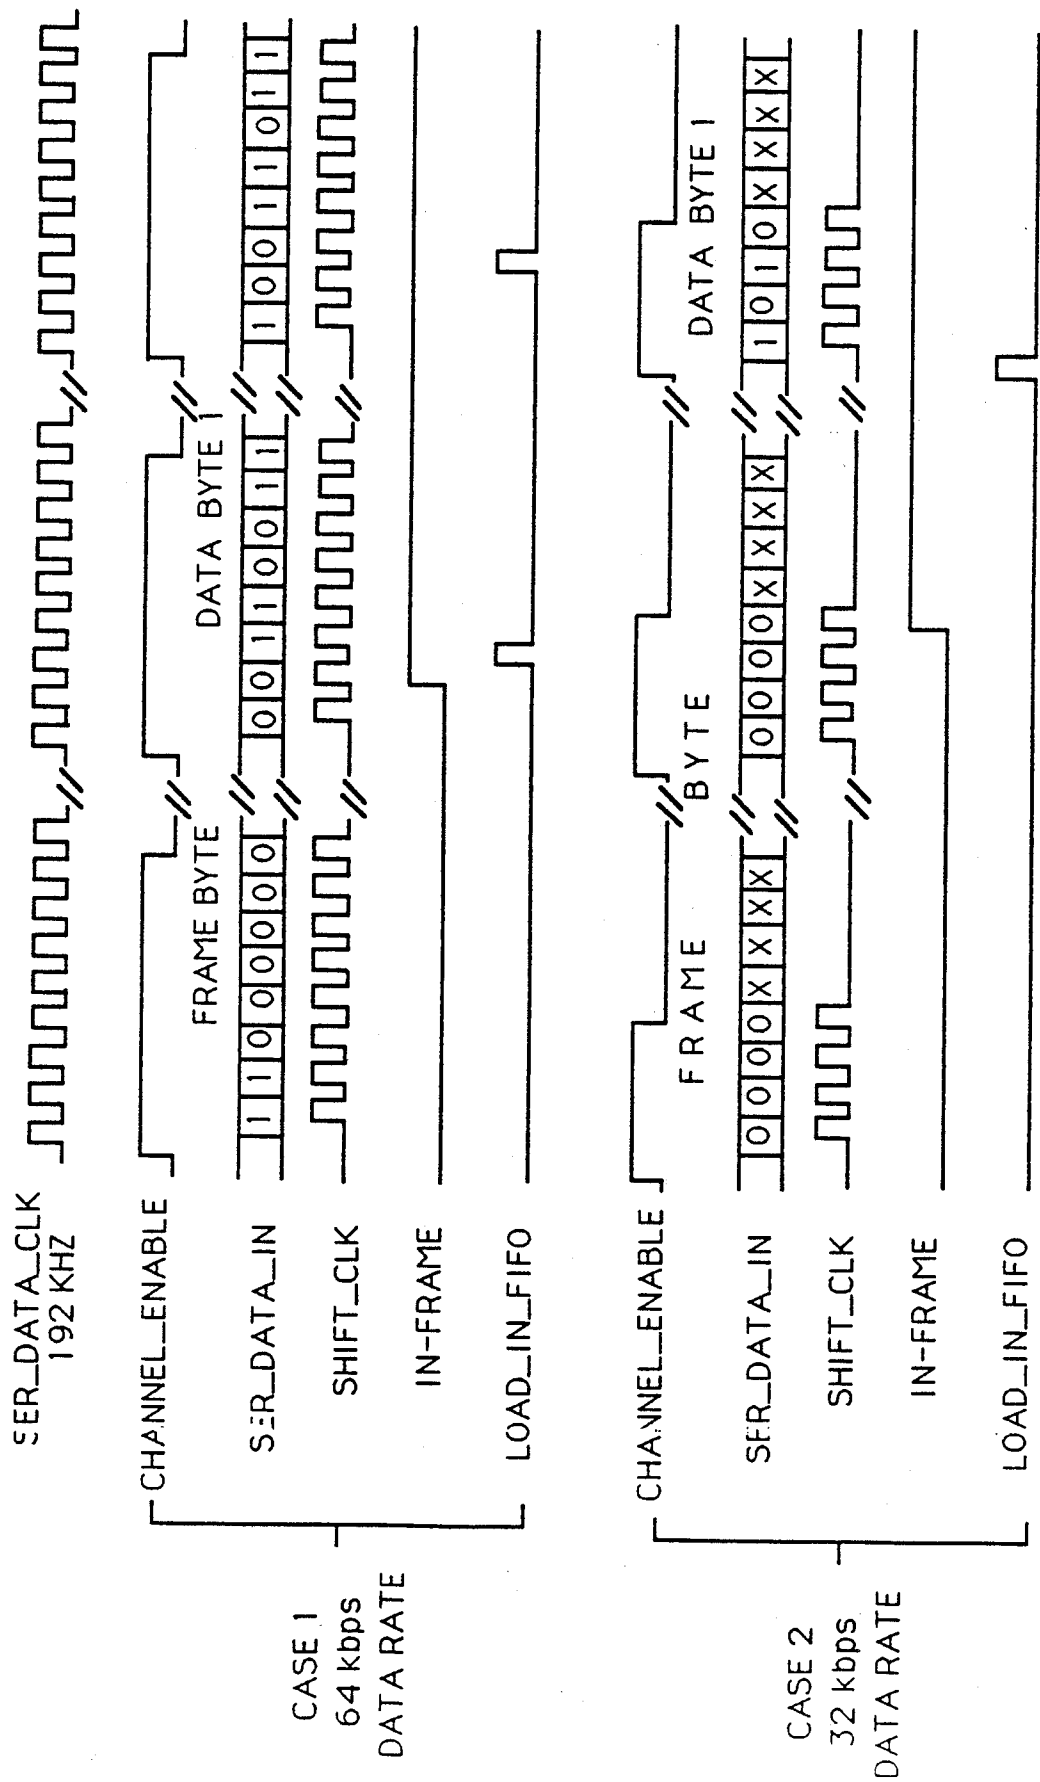 SER_DATA_CLK
192 KHZ
CHANNEL_ENABLE
FRAME BYTE
DATA BYTE 1
SER_DATA_IN
1 1 0 0 0 0 0 0
0 0 1 1 0 0 1 1
1 0 0 1 1 0 1 1
SHIFT_CLK
IN-FRAME
LOAD_IN_FIFO
CASE 1
64 kbps
DATA RATE
CHANNEL_ENABLE
FRAME BYTE
DATA BYTE 1
SER_DATA_IN
0 0 0 0 X X X X
0 0 0 0 X X X X
1 0 1 0 X X X X
SHIFT_CLK
IN-FRAME
LOAD_IN_FIFO
CASE 2
32 kbps
DATA RATE